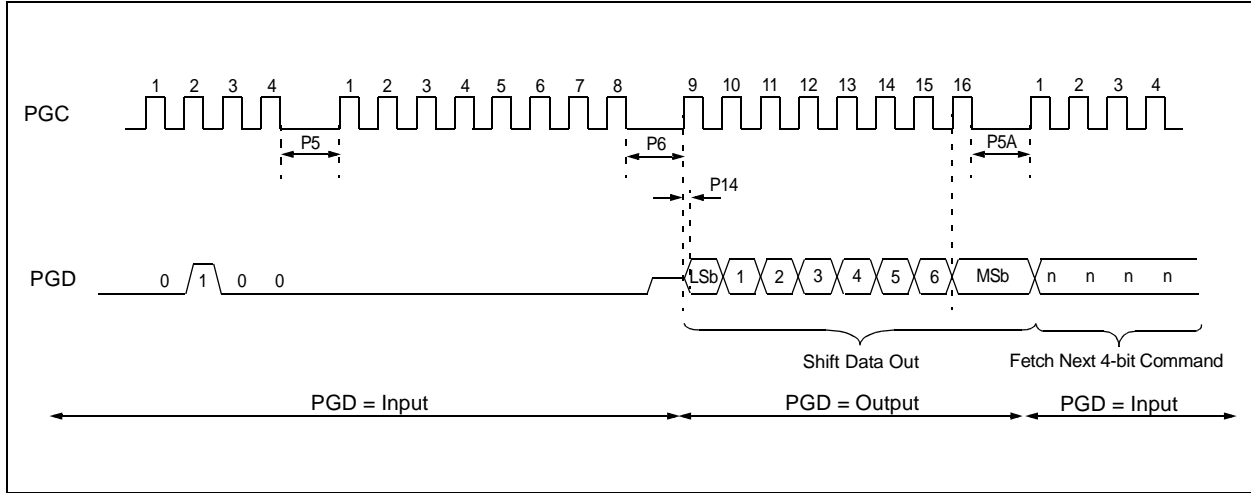 1 2 3 4 1 2 3 4 5 6 7 8 9 10 11 12 13 14 15 16 1 2 3 4
PGC
P5 P6 P5A
P14
PGD 0 1 0 0 LSb 1 2 3 4 5 6 MSb n n n n
Shift Data Out Fetch Next 4-bit Command
PGD = Input PGD = Output PGD = Input